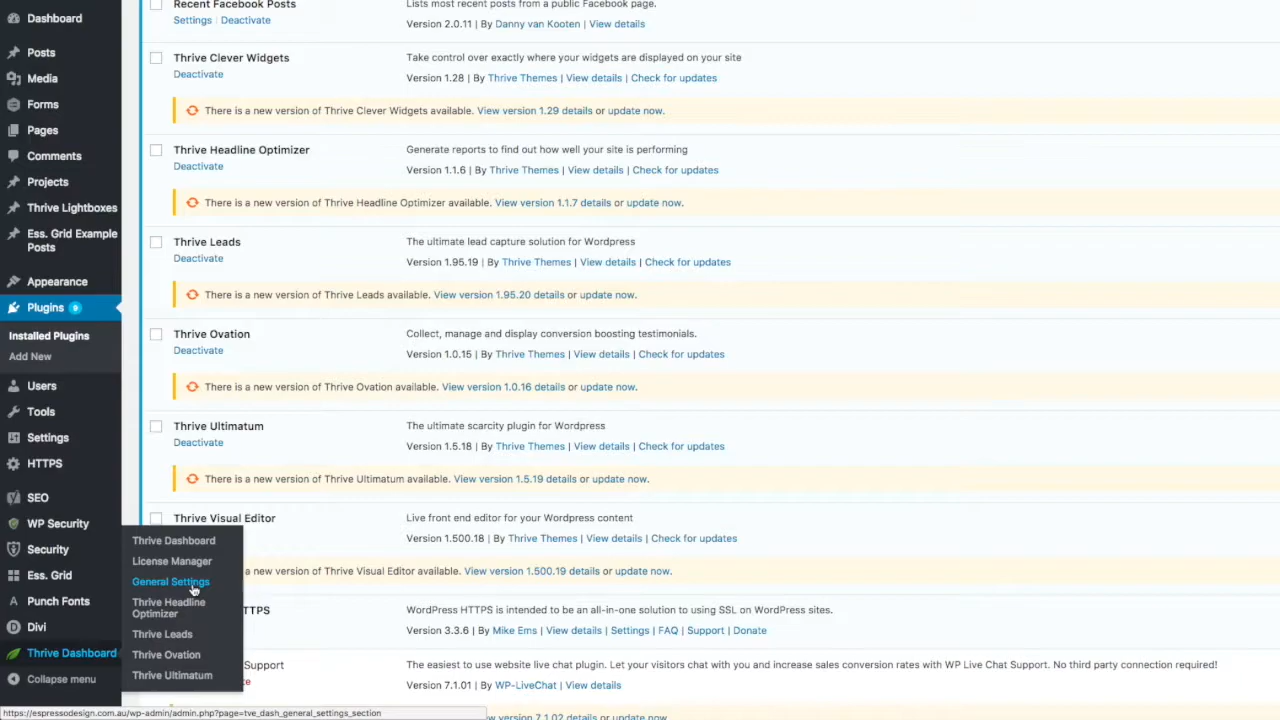 Dashboard
Posts
Media
Forms
Pages
Comments
Projects
Thrive Lightboxes
Ess. Grid Example
Posts
Appearance
Plugins 9
Installed Plugins
Add New
Users
Tools
Settings
HTTPS
SEO
WP Security
Security
Ess. Grid
Punch Fonts
Divi
Thrive Dashboard
Collapse menu
Thrive Dashboard
License Manager
General Settings
Thrive Headline
Optimizer
Thrive Leads
Thrive Ovation
Thrive Ultimatum
Recent Facebook Posts
Settings | Deactivate
Lists most recent posts from a public Facebook page.
Version 2.0.11 | By Danny van Kooten | View details
Thrive Clever Widgets
Deactivate
Take control over exactly where your widgets are displayed on your site
Version 1.28 | By Thrive Themes | View details | Check for updates
There is a new version of Thrive Clever Widgets available. View version 1.29 details or update now.
Thrive Headline Optimizer
Deactivate
Generate reports to find out how well your site is performing
Version 1.1.6 | By Thrive Themes | View details | Check for updates
There is a new version of Thrive Headline Optimizer available. View version 1.1.7 details or update now.
Thrive Leads
Deactivate
The ultimate lead capture solution for Wordpress
Version 1.95.19 | By Thrive Themes | View details | Check for updates
There is a new version of Thrive Leads available. View version 1.95.20 details or update now.
Thrive Ovation
Deactivate
Collect, manage and display conversion boosting testimonials.
Version 1.0.15 | By Thrive Themes | View details | Check for updates
There is a new version of Thrive Ovation available. View version 1.0.16 details or update now.
Thrive Ultimatum
Deactivate
The ultimate scarcity plugin for Wordpress
Version 1.5.18 | By Thrive Themes | View details | Check for updates
There is a new version of Thrive Ultimatum available. View version 1.5.19 details or update now.
Thrive Visual Editor
Live front end editor for your Wordpress content
Version 1.500.18 | By Thrive Themes | View details | Check for updates
a new version of Thrive Visual Editor available. View version 1.500.19 details or update now.
TTPS
WordPress HTTPS is intended to be an all-in-one solution to using SSL on WordPress sites.
Version 3.3.6 | By Mike Ems | View details | Settings | FAQ | Support | Donate
Support
te
The easiest to use website live chat plugin. Let your visitors chat with you and increase sales conversion rates with WP Live Chat Support. No third party connection required!
Version 7.1.01 | By WP-LiveChat | View details
view version 7.1.02 details or update now.
https://espressodesign.com.au/wp-admin/admin.php?page=tve_dash_general_settings_section